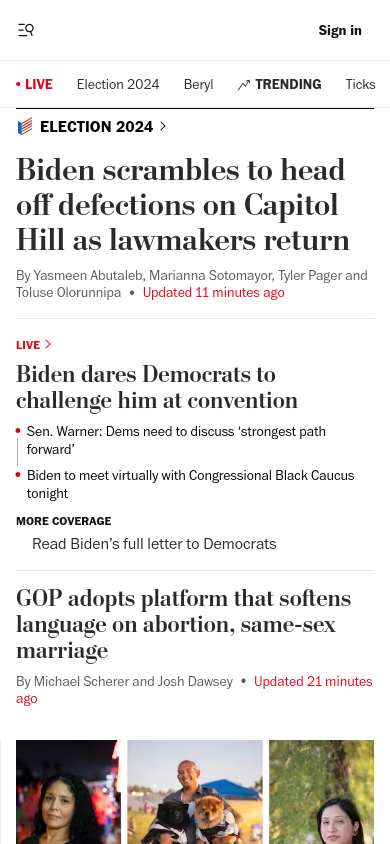 Sign in
• LIVE Election 2024 Beryl TRENDING Ticks
ELECTION 2024
Biden scrambles to head
off defections on Capitol
Hill as lawmakers return
By Yasmeen Abutaleb, Marianna Sotomayor, Tyler Pager and
Toluse Olorunnipa • Updated 11 minutes ago
LIVE
Biden dares Democrats to
challenge him at convention
• Sen. Warner: Dems need to discuss ‘strongest path
forward’
• Biden to meet virtually with Congressional Black Caucus
tonight
MORE COVERAGE
Read Biden’s full letter to Democrats
GOP adopts platform that softens
language on abortion, same-sex
marriage
By Michael Scherer and Josh Dawsey • Updated 21 minutes
ago